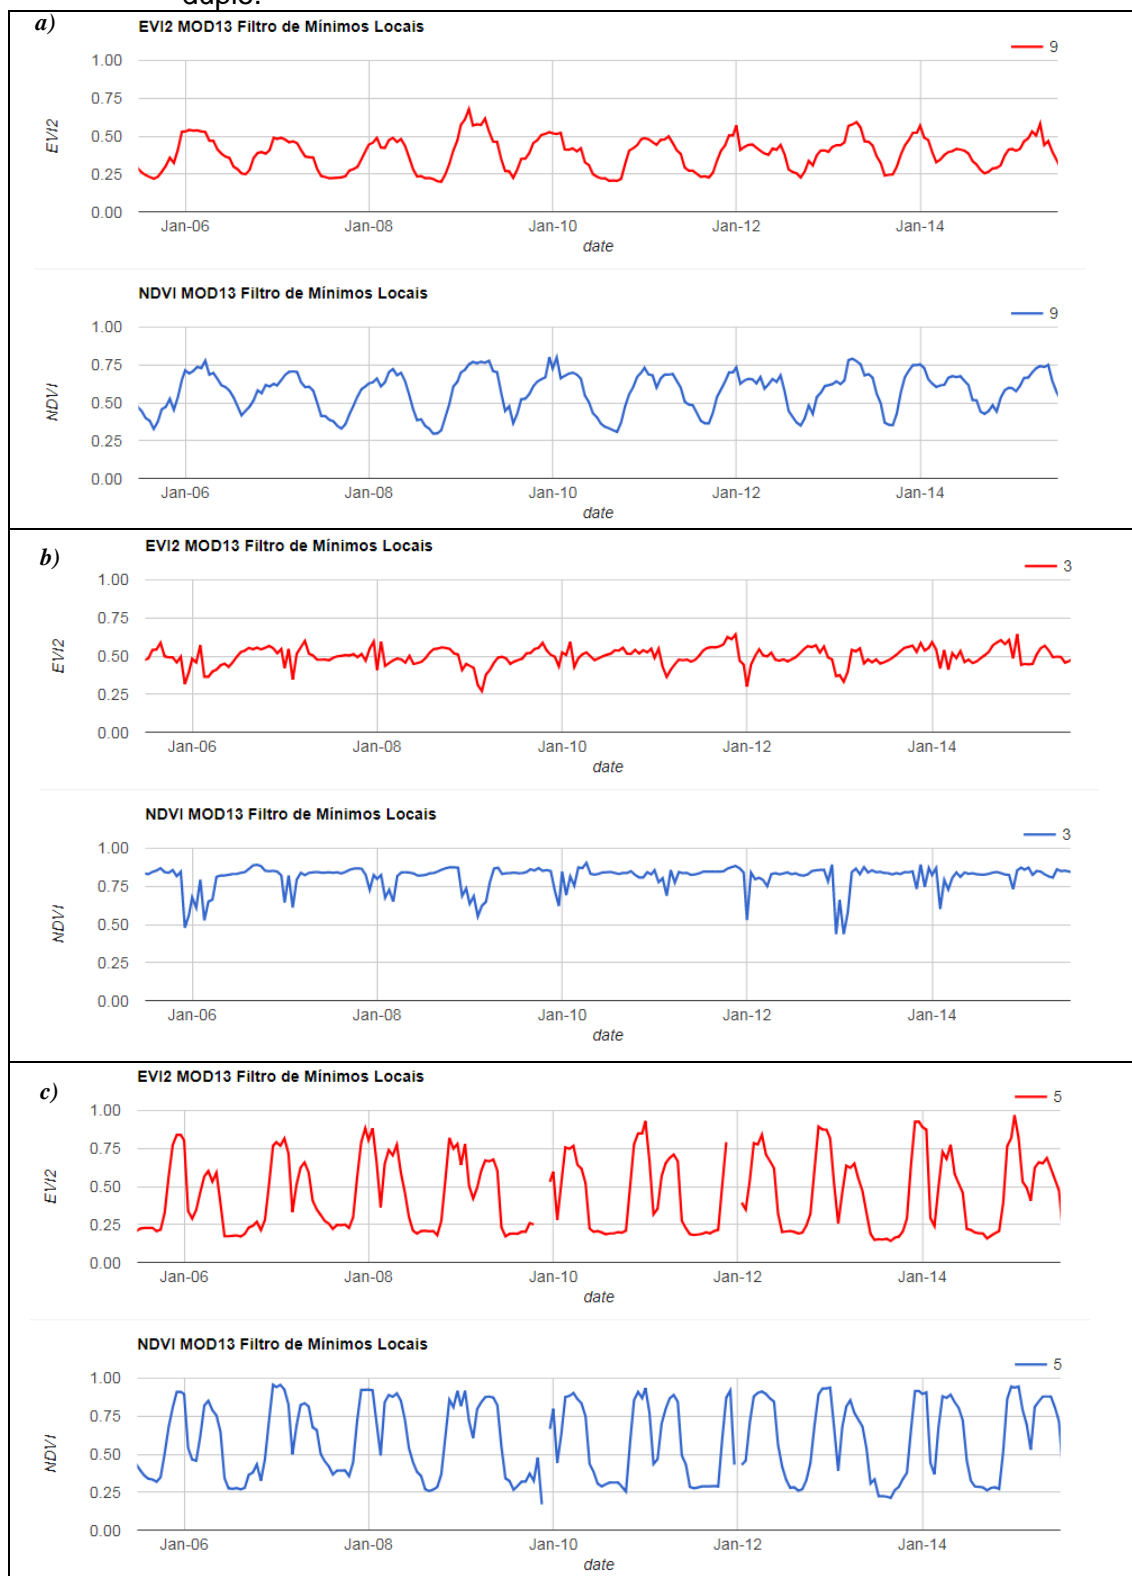 duplo.
a)
EVI2 MOD13 Filtro de Mínimos Locais
9
1.00
0.75
0.50
0.25
0.00
EVI2
Jan-06 Jan-08 Jan-10 Jan-12 Jan-14
date
NDVI MOD13 Filtro de Mínimos Locais
9
1.00
0.75
0.50
0.25
0.00
NDVI
Jan-06 Jan-08 Jan-10 Jan-12 Jan-14
date
b)
EVI2 MOD13 Filtro de Mínimos Locais
3
1.00
0.75
0.50
0.25
0.00
EVI2
Jan-06 Jan-08 Jan-10 Jan-12 Jan-14
date
NDVI MOD13 Filtro de Mínimos Locais
3
1.00
0.75
0.50
0.25
0.00
NDVI
Jan-06 Jan-08 Jan-10 Jan-12 Jan-14
date
c)
EVI2 MOD13 Filtro de Mínimos Locais
5
1.00
0.75
0.50
0.25
0.00
EVI2
Jan-06 Jan-08 Jan-10 Jan-12 Jan-14
date
NDVI MOD13 Filtro de Mínimos Locais
5
1.00
0.75
0.50
0.25
0.00
NDVI
Jan-06 Jan-08 Jan-10 Jan-12 Jan-14
date